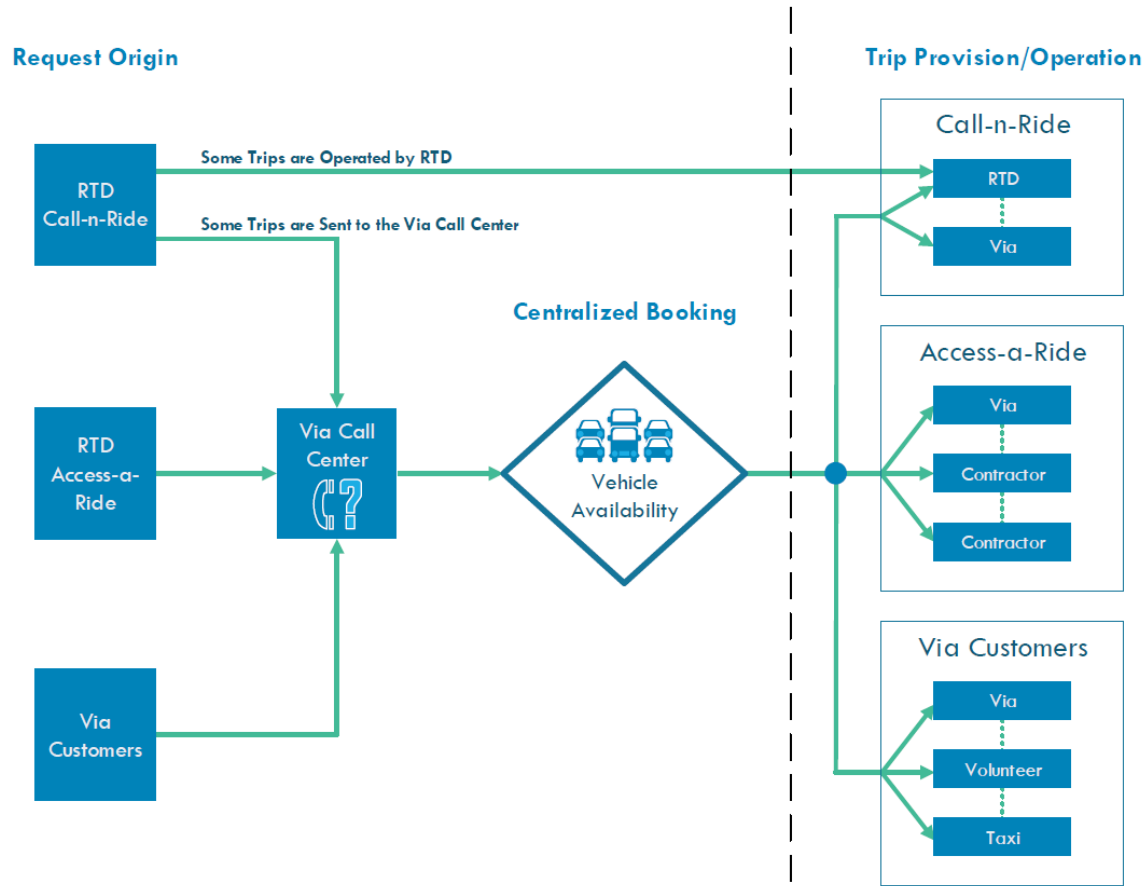 Request Origin
Trip Provision/Operation
Call-n-Ride
Some Trips are Operated by RTD
RTD
Call-n-Ride
RTD
Some Trips are Sent to the Via Call Center
Via
Centralized Booking
Access-a-Ride
Via
RTD
Access-a-
Ride
Via Call
Center
Vehicle
Availability
Contractor
Contractor
Via Customers
Via
Via
Customers
Volunteer
Taxi